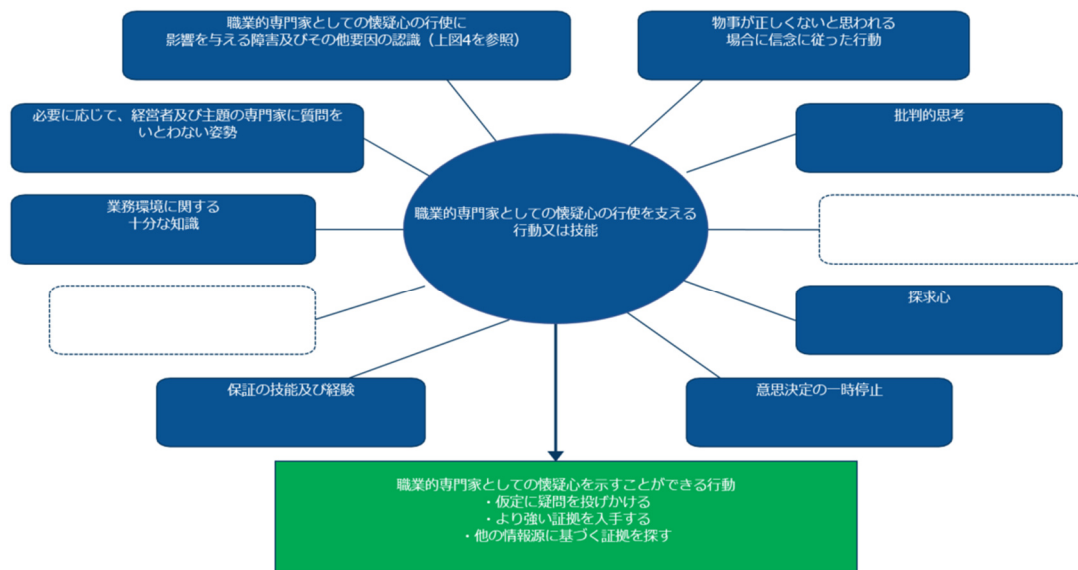 職業的専門家としての懐疑心の行使に
影響を与える障害及びその他要因の認識（上図4を参照）
物事が正しくないと思われる
場合に信念に従った行動
必要に応じて、経営者及び主題の専門家に質問を
いとわない姿勢
批判的思考
業務環境に関する
十分な知識
職業的専門家としての懐疑心の行使を支える
行動又は技能
探求心
保証の技能及び経験
意思決定の一時停止
職業的専門家としての懐疑心を示すことができる行動
・仮定に疑問を投げかける
・より強い証拠を入手する
・他の情報源に基づく証拠を探す